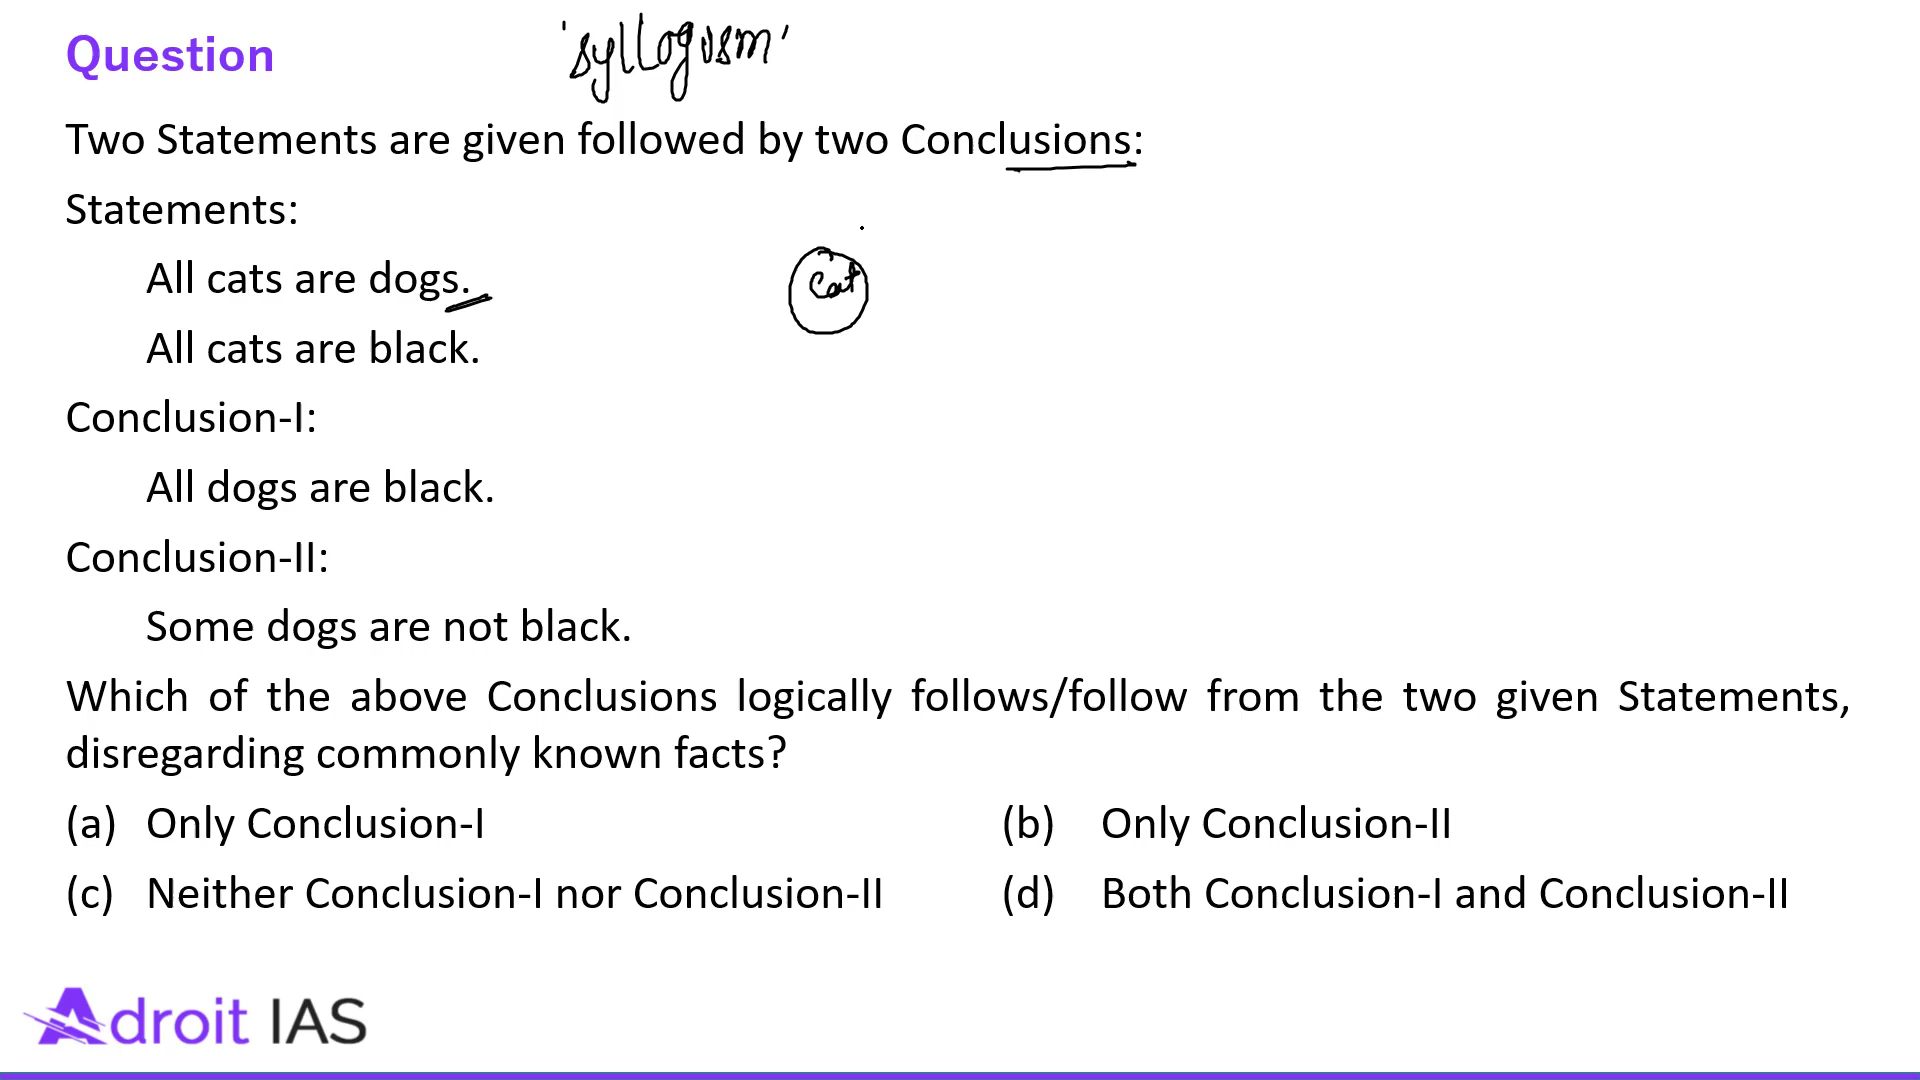 Question
'syllogism'
Two Statements are given followed by two Conclusions:
Statements:
All cats are dogs.
Cat
All cats are black.
Conclusion-I:
All dogs are black.
Conclusion-II:
Some dogs are not black.
Which of the above Conclusions logically follows/follow from the two given Statements,
disregarding commonly known facts?
(a) Only Conclusion-I (b) Only Conclusion-II
(c) Neither Conclusion-I nor Conclusion-II (d) Both Conclusion-I and Conclusion-II
Adroit IAS